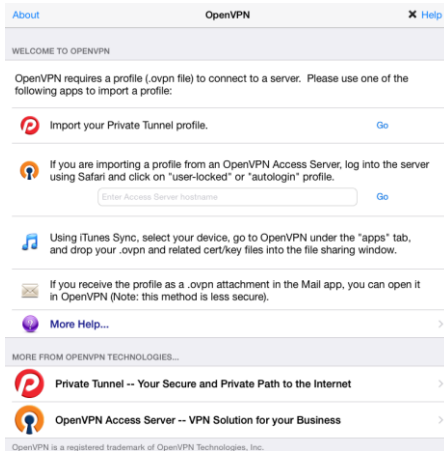 About OpenVPN ✖ Help
WELCOME TO OPENVPN
OpenVPN requires a profile (.ovpn file) to connect to a server.  Please use one of the
following apps to import a profile:
Import your Private Tunnel profile. Go
If you are importing a profile from an OpenVPN Access Server, log into the server
using Safari and click on "user-locked" or "autologin" profile.
Enter Access Server hostname Go
Using iTunes Sync, select your device, go to OpenVPN under the "apps" tab,
and drop your .ovpn and related cert/key files into the file sharing window.
If you receive the profile as a .ovpn attachment in the Mail app, you can open it
in OpenVPN (Note: this method is less secure).
More Help...
MORE FROM OPENVPN TECHNOLOGIES...
Private Tunnel -- Your Secure and Private Path to the Internet
OpenVPN Access Server -- VPN Solution for your Business
OpenVPN is a registered trademark of OpenVPN Technologies, Inc.